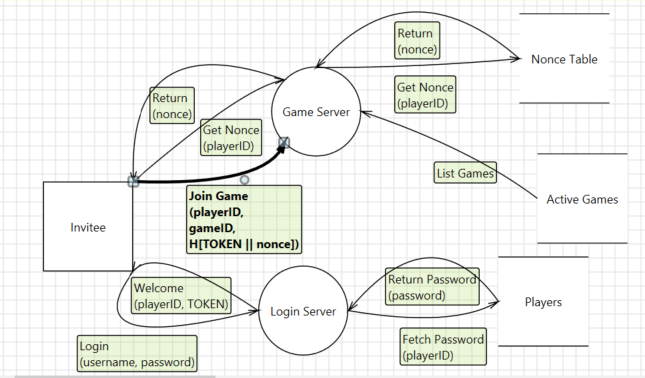 Return
(nonce)
Nonce Table
Return
(nonce)
Game Server
Get Nonce
(playerID)
Get Nonce
(playerID)
List Games
Active Games
Join Game
(playerID,
gameID,
H[TOKEN || nonce])
Invitee
Welcome
(playerID, TOKEN)
Login Server
Return Password
(password)
Players
Login
(username, password)
Fetch Password
(playerID)